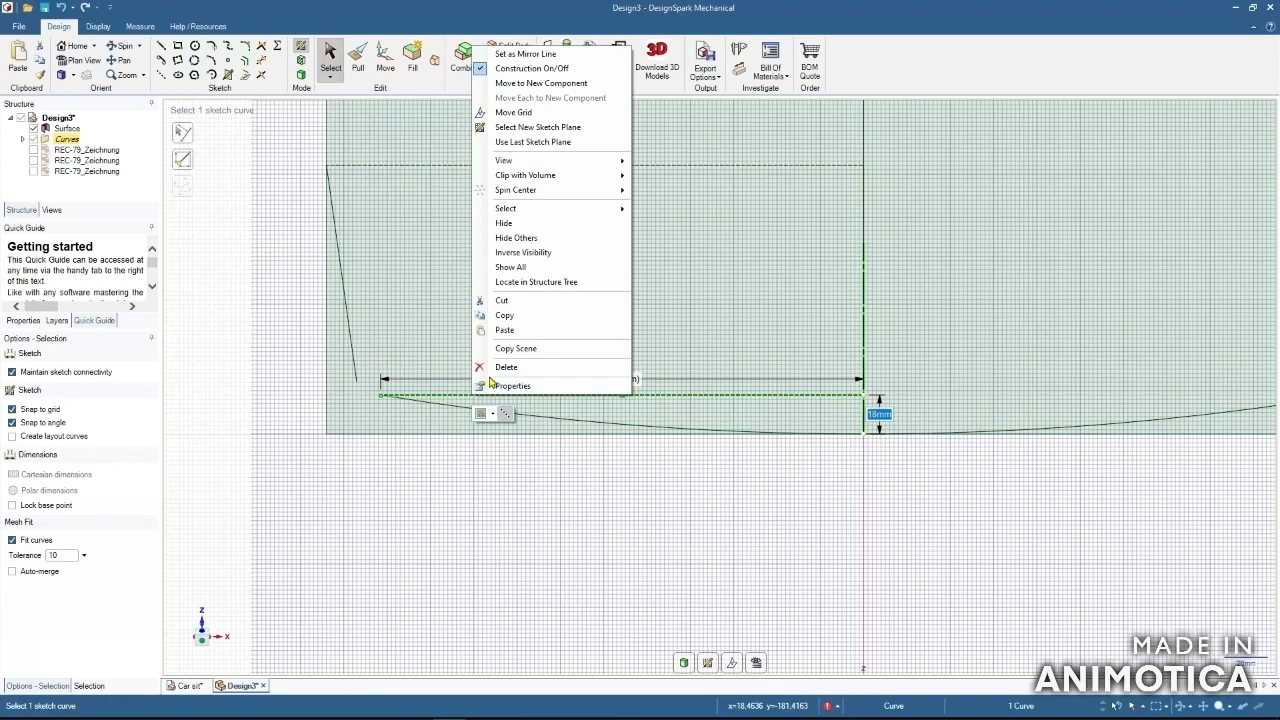 Design3 - DesignSpark Mechanical
File Design Display Measure Help / Resources
Paste
Home
Plan View
Spin
Pan
Zoom
Select
Pull
Move
Fill
Download 3D
Models
Export
Options
Bill Of
Materials
BOM
Quote
Clipboard Orient Sketch Mode Edit Output Investigate Order
Structure
Design3*
Surface
Curves
REC-79_Zeichnung
REC-79_Zeichnung
REC-79_Zeichnung
Structure Views
Quick Guide
Getting started
This Quick Guide can be accessed
at any time via the handy tab to the right
of this text.
Like with any software mastering the
Properties Layers Quick Guide
Options - Selection
Sketch
Maintain sketch connectivity
Sketch
Snap to grid
Snap to angle
Create layout curves
Dimensions
Cartesian dimensions
Polar dimensions
Lock base point
Mesh Fit
Fit curves
Tolerance 10
Auto-merge
Options - Selection Selection
Select 1 sketch curve
Set as Mirror Line
Construction On/Off
Move to New Component
Move Each to New Component
Move Grid
Select New Sketch Plane
Use Last Sketch Plane
View
Clip with Volume
Spin Center
Select
Hide
Hide Others
Inverse Visibility
Show All
Locate in Structure Tree
Cut
Copy
Paste
Copy Scene
Delete
Properties
18mm
Z
X
z
MADE IN
ANIMOTICA
Car sit*
Design3*
Select 1 sketch curve
x=18.4636 y=-181.4163
Curve
1 Curve